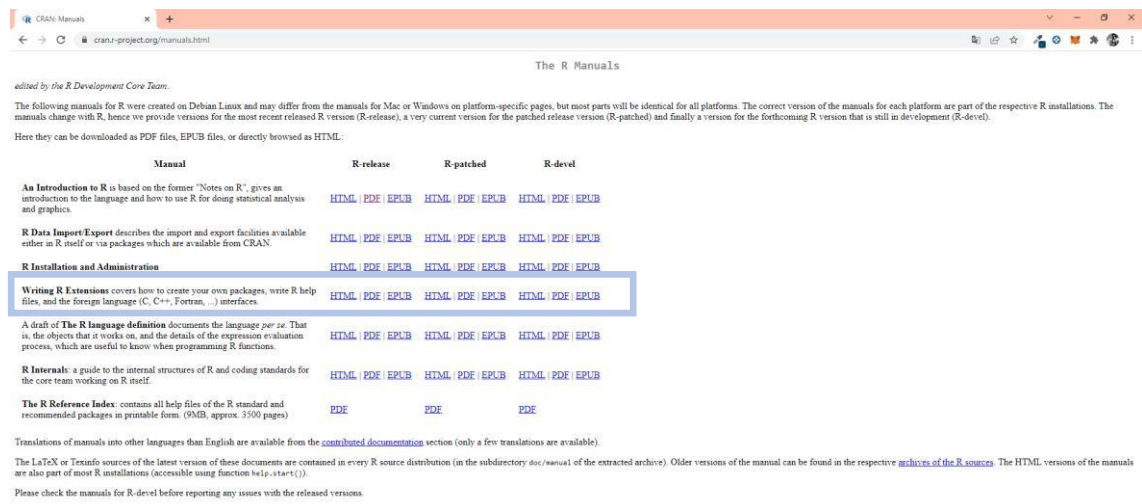 CRAN: Manuals
cran.r-project.org/manuals.html
The R Manuals
edited by the R Development Core Team.
The following manuals for R were created on Debian Linux and may differ from the manuals for Mac or Windows on platform-specific pages, but most parts will be identical for all platforms. The correct version of the manuals for each platform are part of the respective R installations. The
manuals change with R, hence we provide versions for the most recent released R version (R-release), a very current version for the patched release version (R-patched) and finally a version for the forthcoming R version that is still in development (R-devel).
Here they can be downloaded as PDF files, EPUB files, or directly browsed as HTML:
Manual R-release R-patched R-devel
An Introduction to R is based on the former "Notes on R", gives an
introduction to the language and how to use R for doing statistical analysis
and graphics.
HTML | PDF | EPUB HTML | PDF | EPUB HTML | PDF | EPUB
R Data Import/Export describes the import and export facilities available
either in R itself or via packages which are available from CRAN.
HTML | PDF | EPUB HTML | PDF | EPUB HTML | PDF | EPUB
R Installation and Administration HTML | PDF | EPUB HTML | PDF | EPUB HTML | PDF | EPUB
Writing R Extensions covers how to create your own packages, write R help
files, and the foreign language (C, C++, Fortran, ...) interfaces.
HTML | PDF | EPUB HTML | PDF | EPUB HTML | PDF | EPUB
A draft of The R language definition documents the language per se. That
is, the objects that it works on, and the details of the expression evaluation
process, which are useful to know when programming R functions.
HTML | PDF | EPUB HTML | PDF | EPUB HTML | PDF | EPUB
R Internals: a guide to the internal structures of R and coding standards for
the core team working on R itself.
HTML | PDF | EPUB HTML | PDF | EPUB HTML | PDF | EPUB
The R Reference Index: contains all help files of the R standard and
recommended packages in printable form. (9MB, approx. 3500 pages)
PDF PDF PDF
Translations of manuals into other languages than English are available from the contributed documentation section (only a few translations are available).
The LaTeX or Texinfo sources of the latest version of these documents are contained in every R source distribution (in the subdirectory doc/manual of the extracted archive). Older versions of the manual can be found in the respective archives of the R sources. The HTML versions of the manuals
are also part of most R installations (accessible using function help.start()).
Please check the manuals for R-devel before reporting any issues with the released versions.